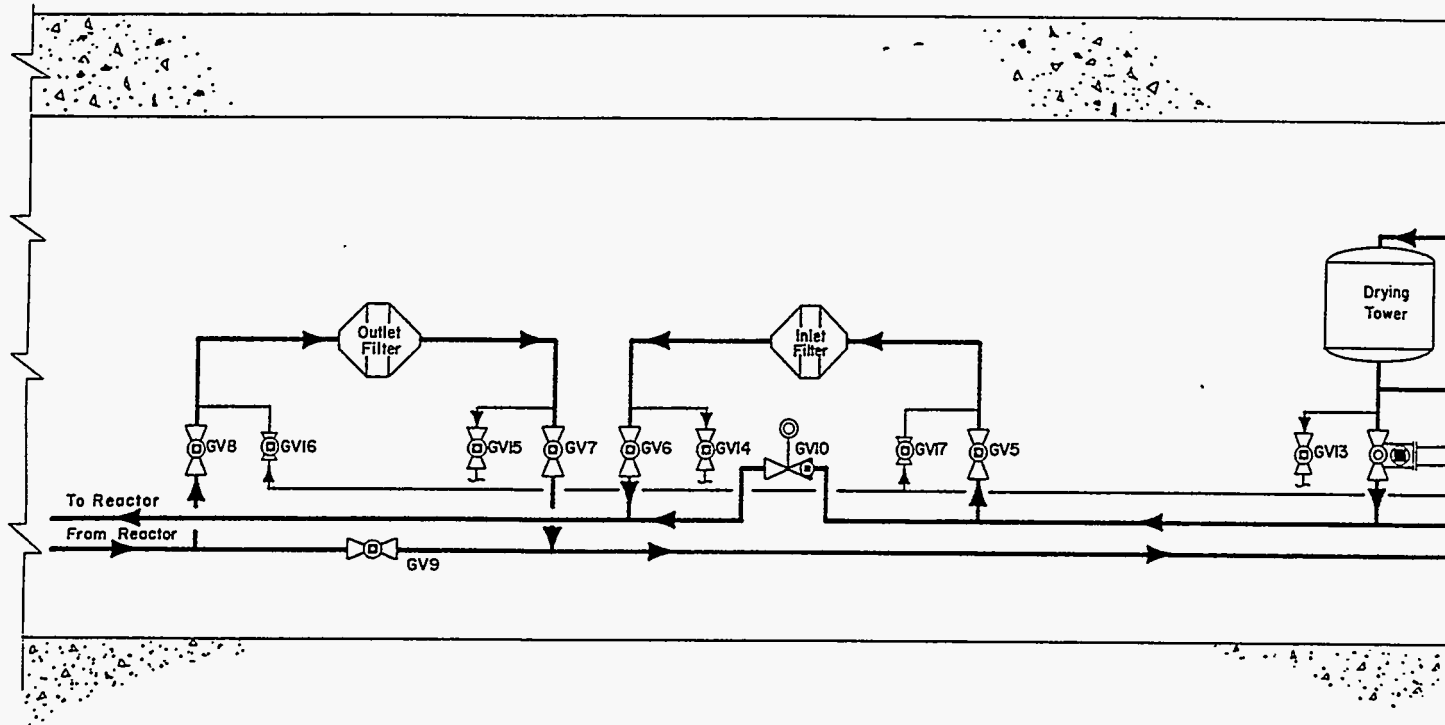 Drying
Tower
Outlet
Filter
Inlet
Filter
GV8
GV16
GV15
GV7
GV6
GV14
GV10
GV17
GV5
GV13
To Reactor
From Reactor
GV9